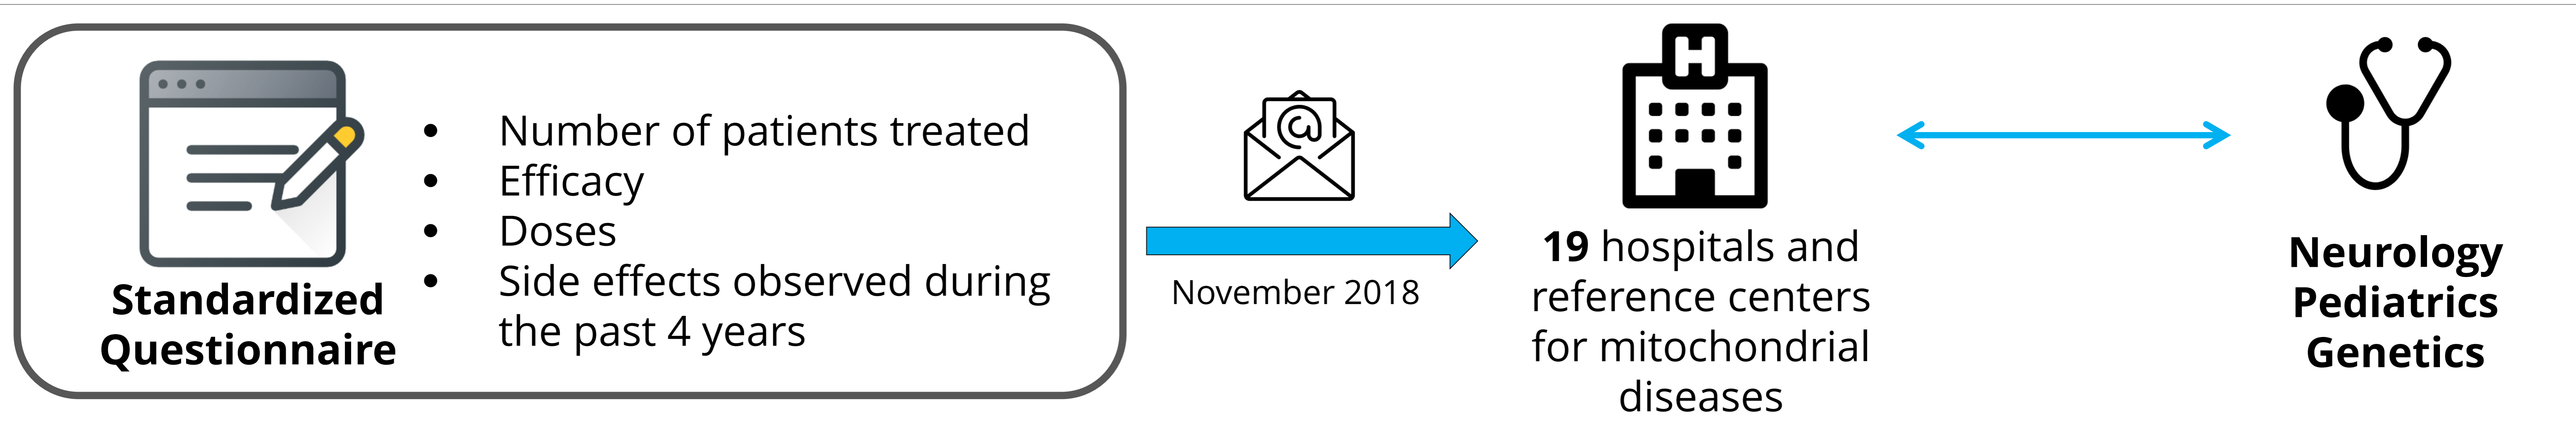 Standardized
Questionnaire
• Number of patients treated
• Efficacy
• Doses
• Side effects observed during
the past 4 years
@
November 2018
H
19 hospitals and
reference centers
for mitochondrial
diseases
Neurology
Pediatrics
Genetics